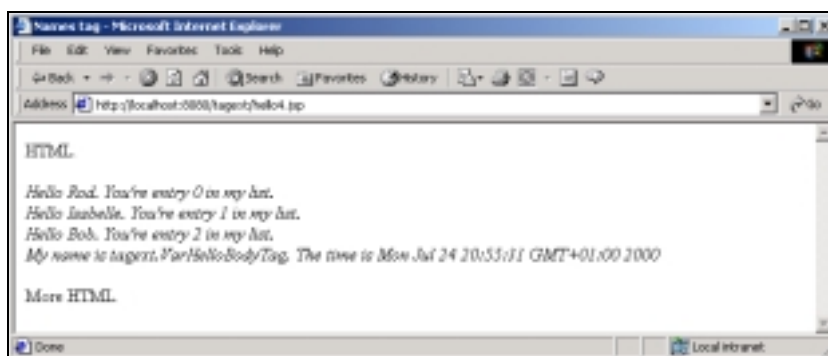 Names tag - Microsoft Internet Explorer
File Edit View Favorites Tools Help
Back Search Favorites History
Address http://localhost:8080/tagext/hello4.jsp Go
HTML
Hello Rod. You're entry 0 in my list.
Hello Isabelle. You're entry 1 in my list.
Hello Bob. You're entry 2 in my list.
My name is tagext.VarHelloBodyTag. The time is Mon Jul 24 20:55:31 GMT+01:00 2000
More HTML
Done Local intranet